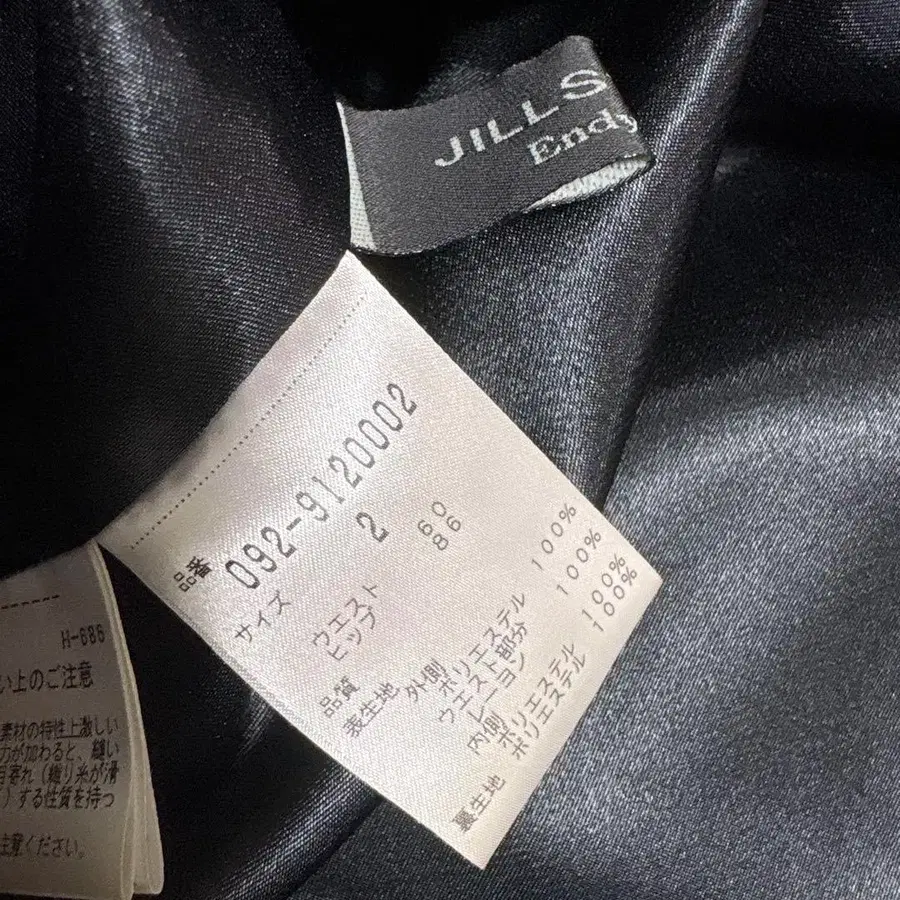 JILLS
Endy
品番 092-9120002
サイズ 2
ウエスト 60
ヒップ 86
品質
表生地 外側
ポリエステル 100%
ウエスト部分
レーヨン 100%
内側
ポリエステル 100%
裏生地 ポリエステル 100%
H-686
い上のご注意
素材の特性上激しい
力が加わると、縫い
目寄れ(織り糸が滑
)する性質を持つ
注意ください。